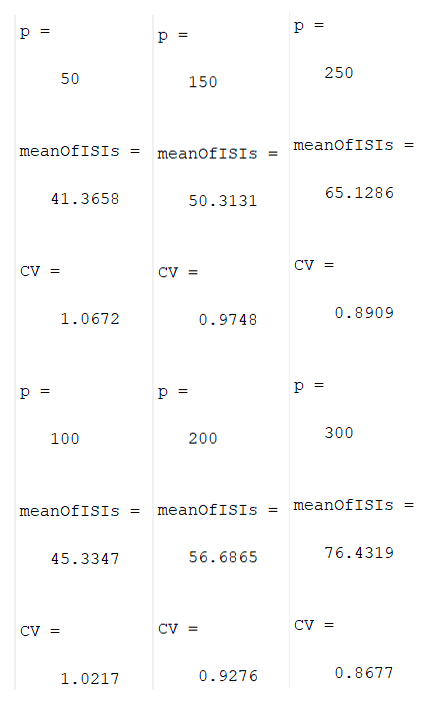 p =
50
meanOfISIs =
41.3658
CV =
1.0672
p =
100
meanOfISIs =
45.3347
CV =
1.0217
p =
150
meanOfISIs =
50.3131
CV =
0.9748
p =
200
meanOfISIs =
56.6865
CV =
0.9276
p =
250
meanOfISIs =
65.1286
CV =
0.8909
p =
300
meanOfISIs =
76.4319
CV =
0.8677